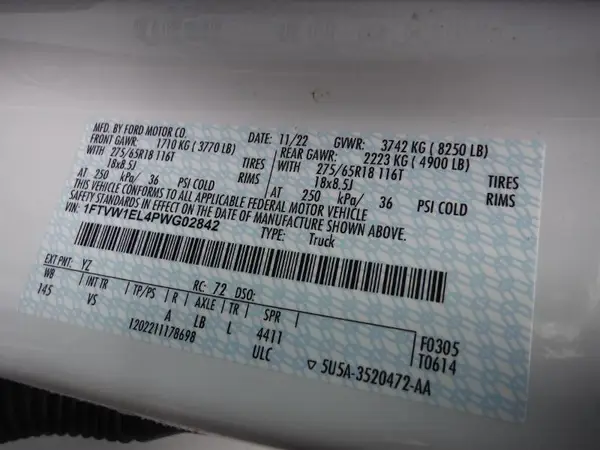 MFD. BY FORD MOTOR CO. DATE: 11/22 GVWR: 3742 KG ( 8250 LB)
FRONT GAWR: 1710 KG ( 3770 LB) REAR GAWR: 2223 KG ( 4900 LB)
WITH 275/65R18 116T TIRES WITH 275/65R18 116T TIRES
18x8.5J RIMS 18x8.5J RIMS
AT 250 kPa/ 36 PSI COLD AT 250 kPa/ 36 PSI COLD
THIS VEHICLE CONFORMS TO ALL APPLICABLE FEDERAL MOTOR VEHICLE
SAFETY STANDARDS IN EFFECT ON THE DATE OF MANUFACTURE SHOWN ABOVE.
VIN: 1FTVW1EL4PWG02842
TYPE: Truck
EXT PNT: YZ RC: 72 DSO:
WB INT TR TP/PS R AXLE TR SPR
145 VS A LB L 4411 F0305
ULC T0614
1202211178698
▽ 5U5A-3520472-AA